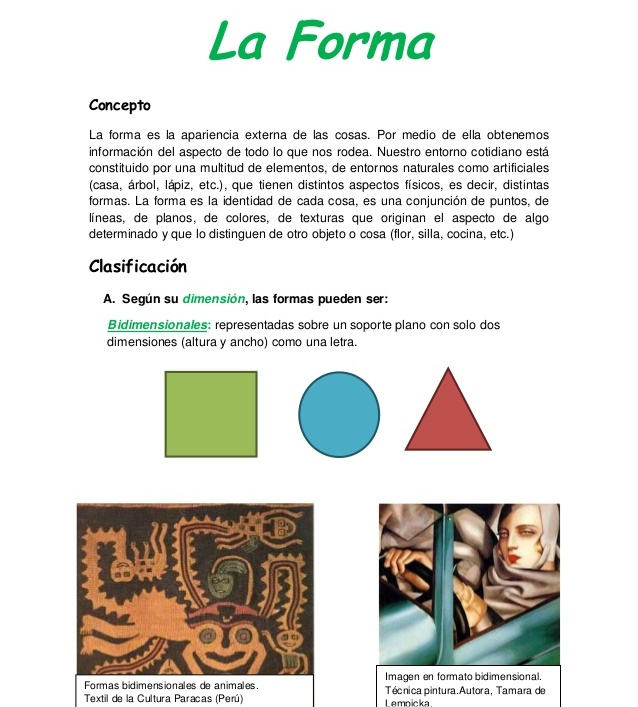 La Forma
Concepto
La forma es la apariencia externa de las cosas. Por medio de ella obtenemos
información del aspecto de todo lo que nos rodea. Nuestro entorno cotidiano está
constituido por una multitud de elementos, de entornos naturales como artificiales
(casa, árbol, lápiz, etc.), que tienen distintos aspectos físicos, es decir, distintas
formas. La forma es la identidad de cada cosa, es una conjunción de puntos, de
líneas, de planos, de colores, de texturas que originan el aspecto de algo
determinado y que lo distinguen de otro objeto o cosa (flor, silla, cocina, etc.)
Clasificación
A. Según su dimensión, las formas pueden ser:
Bidimensionales: representadas sobre un soporte plano con solo dos
dimensiones (altura y ancho) como una letra.
Formas bidimensionales de animales.
Textil de la Cultura Paracas (Perú)
Imagen en formato bidimensional.
Técnica pintura.Autora, Tamara de
Lempicka.